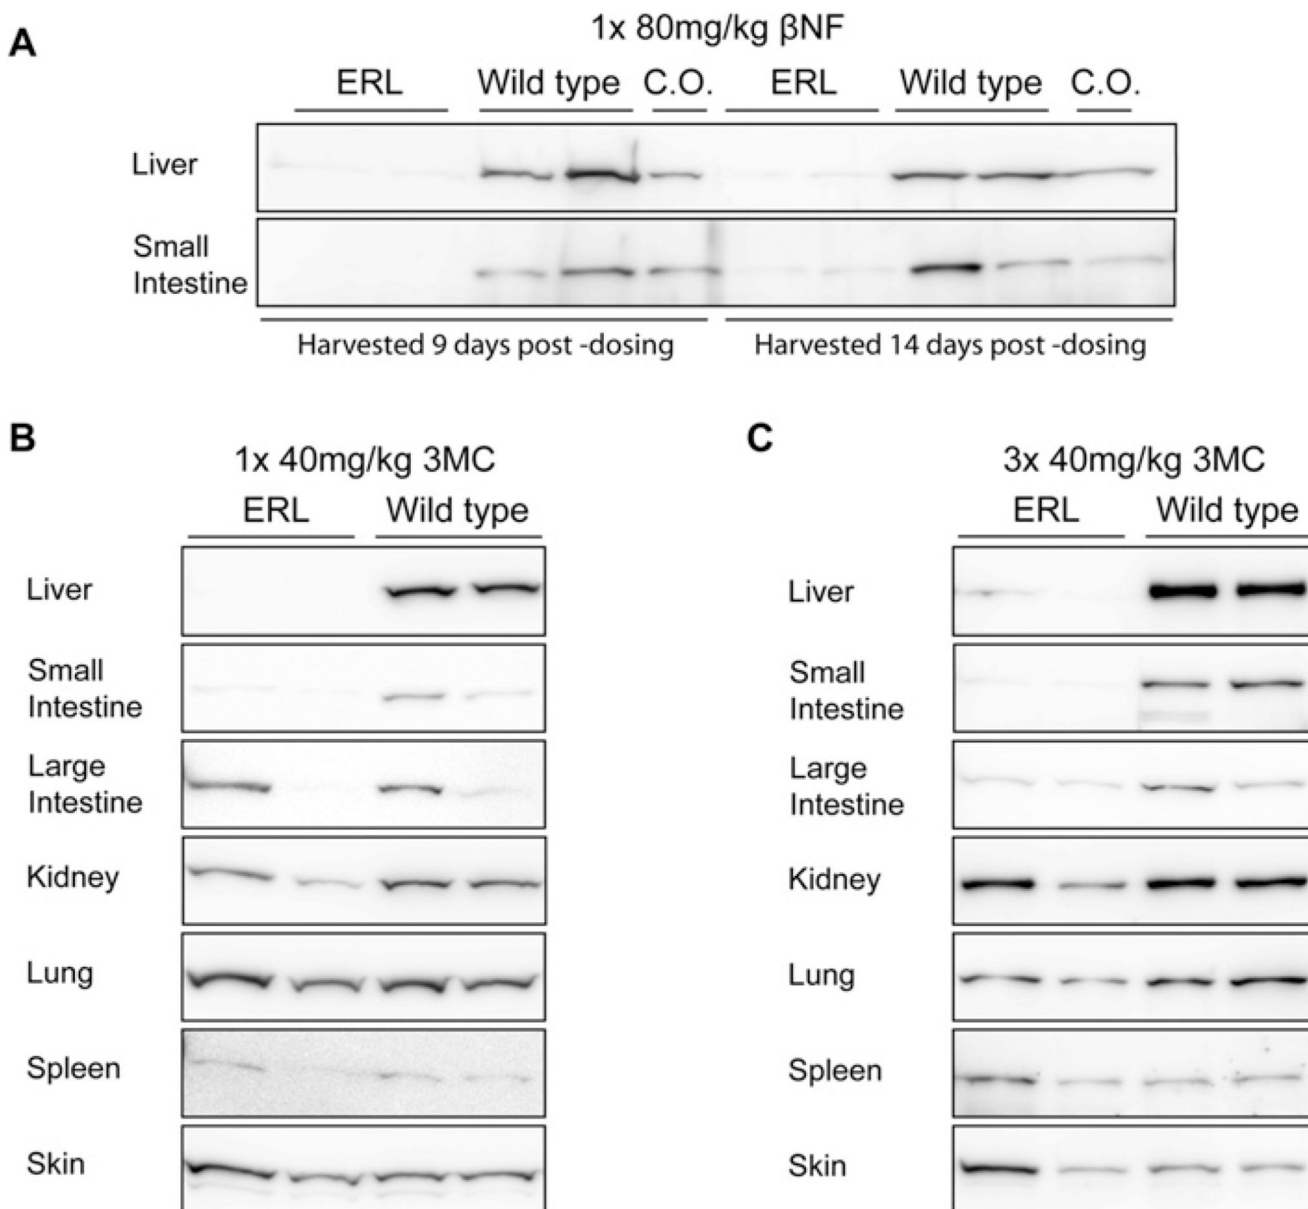 A
1x 80mg/kg βNF
ERL Wild type C.O. ERL Wild type C.O.
Liver
Small
Intestine
Harvested 9 days post -dosing Harvested 14 days post -dosing
B
1x 40mg/kg 3MC
ERL Wild type
Liver
Small
Intestine
Large
Intestine
Kidney
Lung
Spleen
Skin
C
3x 40mg/kg 3MC
ERL Wild type
Liver
Small
Intestine
Large
Intestine
Kidney
Lung
Spleen
Skin